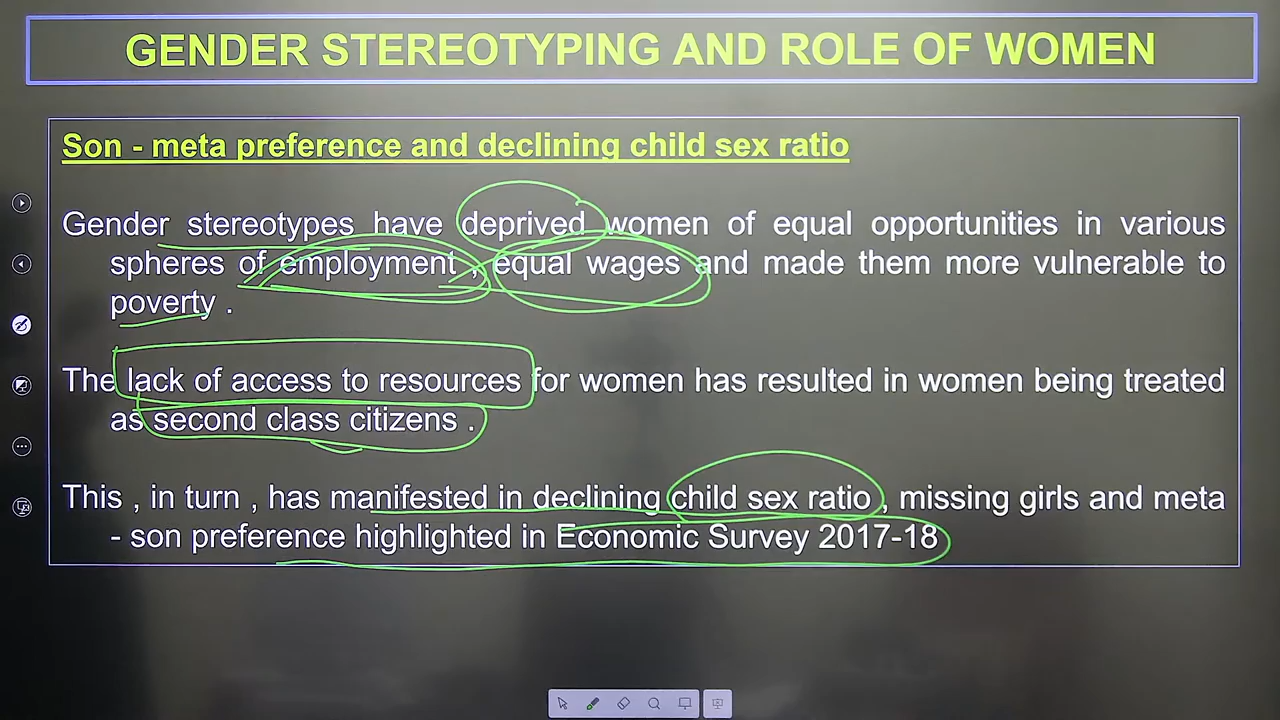 GENDER STEREOTYPING AND ROLE OF WOMEN
Son - meta preference and declining child sex ratio
Gender stereotypes have deprived women of equal opportunities in various
spheres of employment , equal wages and made them more vulnerable to
poverty .
The lack of access to resources for women has resulted in women being treated
as second class citizens .
This , in turn , has manifested in declining child sex ratio , missing girls and meta
- son preference highlighted in Economic Survey 2017-18